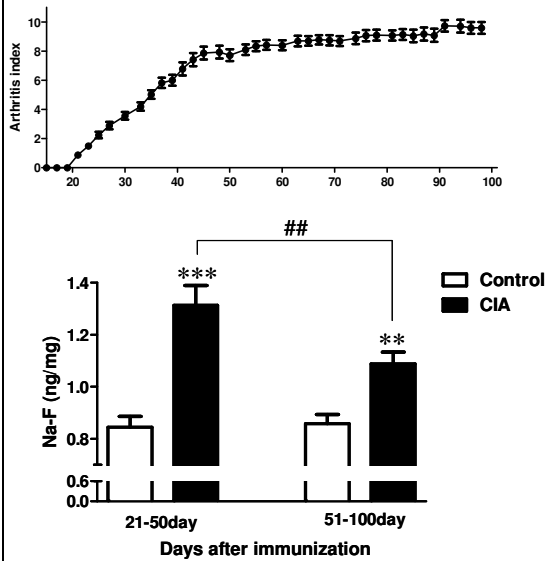 Arthritis index
10
8
6
4
2
0
20 30 40 50 60 70 80 90 100
##
*** **
Control
CIA
Na-F (ng/mg)
1.4
1.2
1.0
0.8
0.6
0.0
21-50day 51-100day
Days after immunization